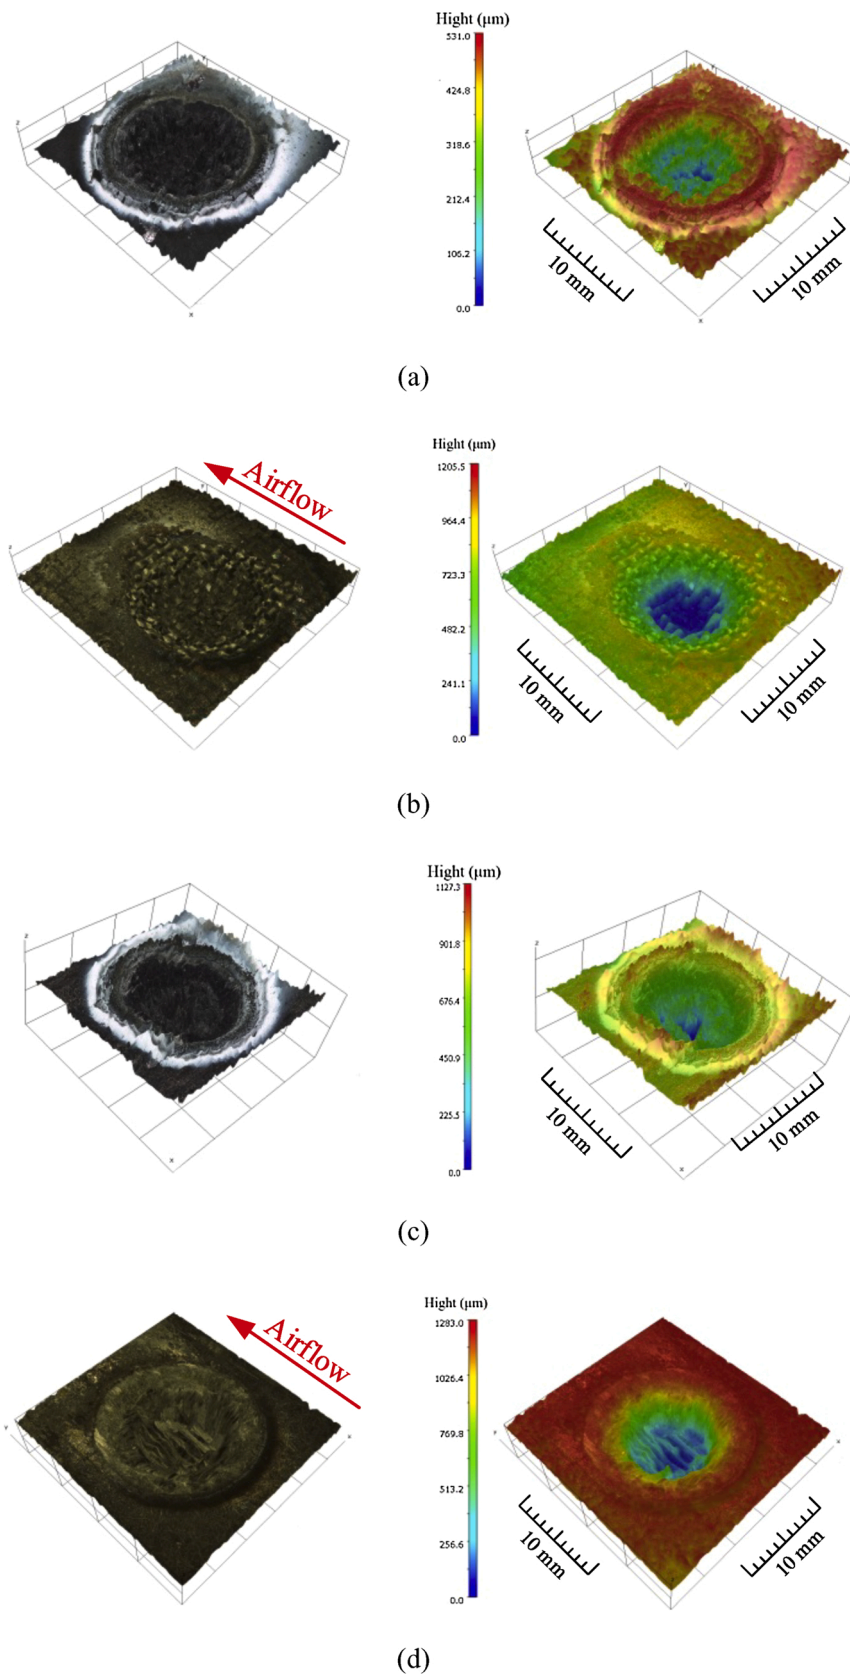 Hight (μm)
531.0
424.8
318.6
212.4
106.2
0.0
z
Y
X
z
Y
X
10 mm
10 mm
(a)
Airflow
Hight (μm)
1205.5
964.4
723.3
482.2
241.1
0.0
z
Y
z
Y
10 mm
10 mm
(b)
Hight (μm)
1127.3
901.8
676.4
450.9
225.5
0.0
z
X
z
X
10 mm
10 mm
(c)
Airflow
Hight (μm)
1283.0
1026.4
769.8
513.2
256.6
0.0
Y
X
Y
X
10 mm
10 mm
(d)